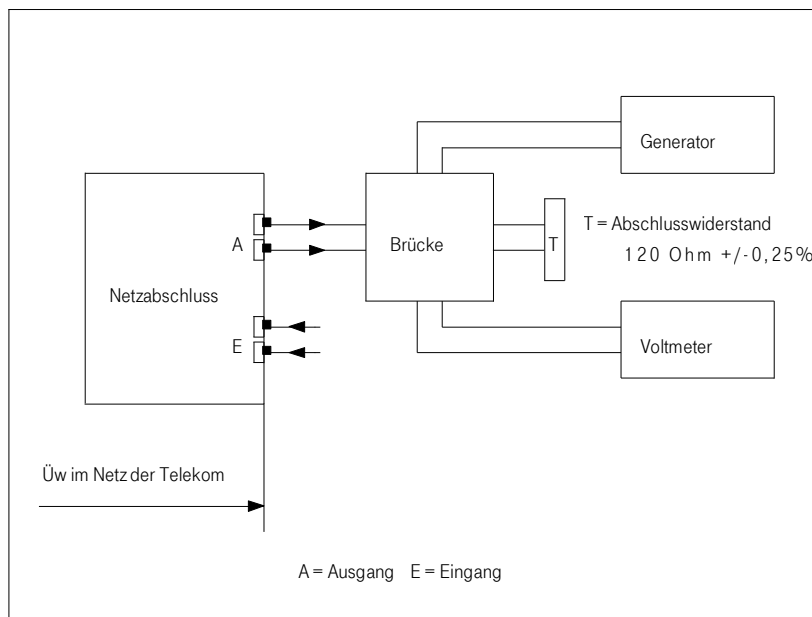 Generator
T = Abschlusswiderstand
120 Ohm +/-0,25%
A
Brücke
T
Netzabschluss
E
Voltmeter
Üw im Netz der Telekom
A = Ausgang E = Eingang